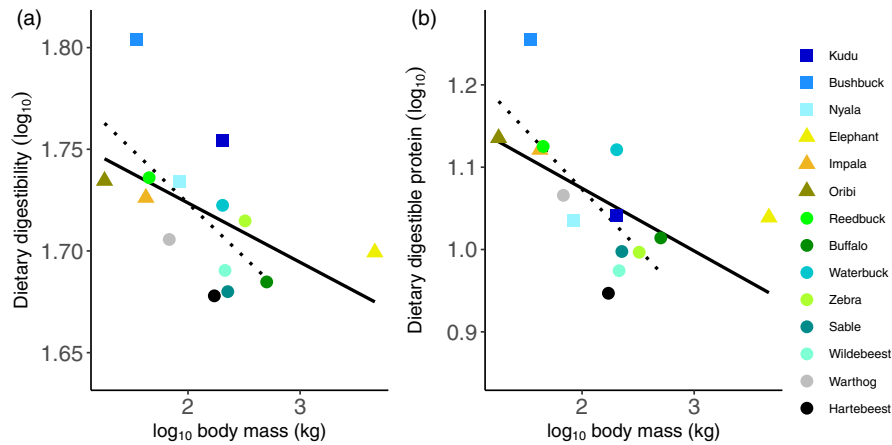 (a)
Dietary digestibility (log₁₀)
1.80
1.75
1.70
1.65
2
3
log₁₀ body mass (kg)
(b)
Dietary digestible protein (log₁₀)
1.2
1.1
1.0
0.9
2
3
log₁₀ body mass (kg)
Kudu
Bushbuck
Nyala
Elephant
Impala
Oribi
Reedbuck
Buffalo
Waterbuck
Zebra
Sable
Wildebeest
Warthog
Hartebeest